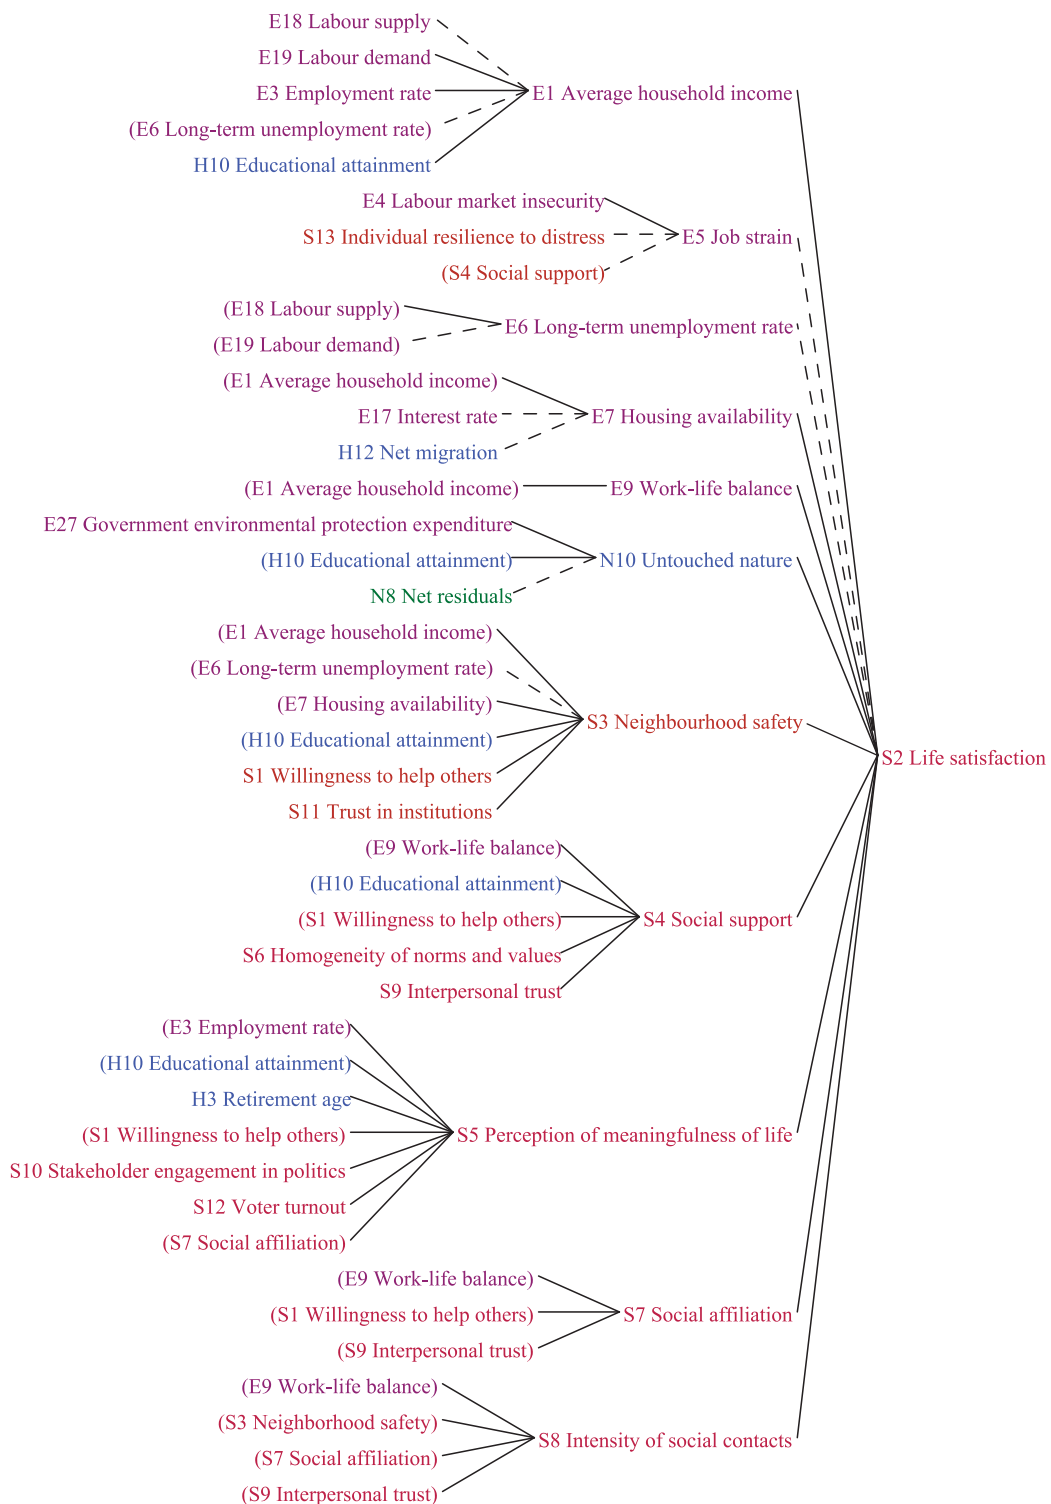 E18 Labour supply
E19 Labour demand
E3 Employment rate
E1 Average household income
(E6 Long-term unemployment rate)
H10 Educational attainment
E4 Labour market insecurity
S13 Individual resilience to distress
E5 Job strain
(S4 Social support)
(E18 Labour supply)
E6 Long-term unemployment rate
(E19 Labour demand)
(E1 Average household income)
E17 Interest rate
E7 Housing availability
H12 Net migration
(E1 Average household income)
E9 Work-life balance
E27 Government environmental protection expenditure
(H10 Educational attainment)
N10 Untouched nature
N8 Net residuals
(E1 Average household income)
(E6 Long-term unemployment rate)
(E7 Housing availability)
S3 Neighbourhood safety
(H10 Educational attainment)
S2 Life satisfaction
S1 Willingness to help others
S11 Trust in institutions
(E9 Work-life balance)
(H10 Educational attainment)
(S1 Willingness to help others)
S4 Social support
S6 Homogeneity of norms and values
S9 Interpersonal trust
(E3 Employment rate)
(H10 Educational attainment)
H3 Retirement age
(S1 Willingness to help others)
S5 Perception of meaningfulness of life
S10 Stakeholder engagement in politics
S12 Voter turnout
(S7 Social affiliation)
(E9 Work-life balance)
(S1 Willingness to help others)
S7 Social affiliation
(S9 Interpersonal trust)
(E9 Work-life balance)
(S3 Neighborhood safety)
S8 Intensity of social contacts
(S7 Social affiliation)
(S9 Interpersonal trust)